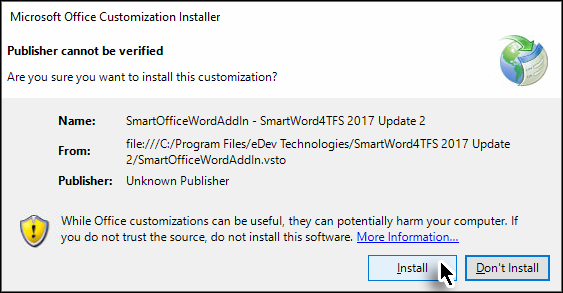 Microsoft Office Customization Installer
Publisher cannot be verified
Are you sure you want to install this customization?
Name: SmartOfficeWordAddIn - SmartWord4TFS 2017 Update 2
From: file:///C:/Program Files/eDev Technologies/SmartWord4TFS 2017 Update
2/SmartOfficeWordAddIn.vsto
Publisher: Unknown Publisher
While Office customizations can be useful, they can potentially harm your computer. If
you do not trust the source, do not install this software. More Information...
Install Don't Install